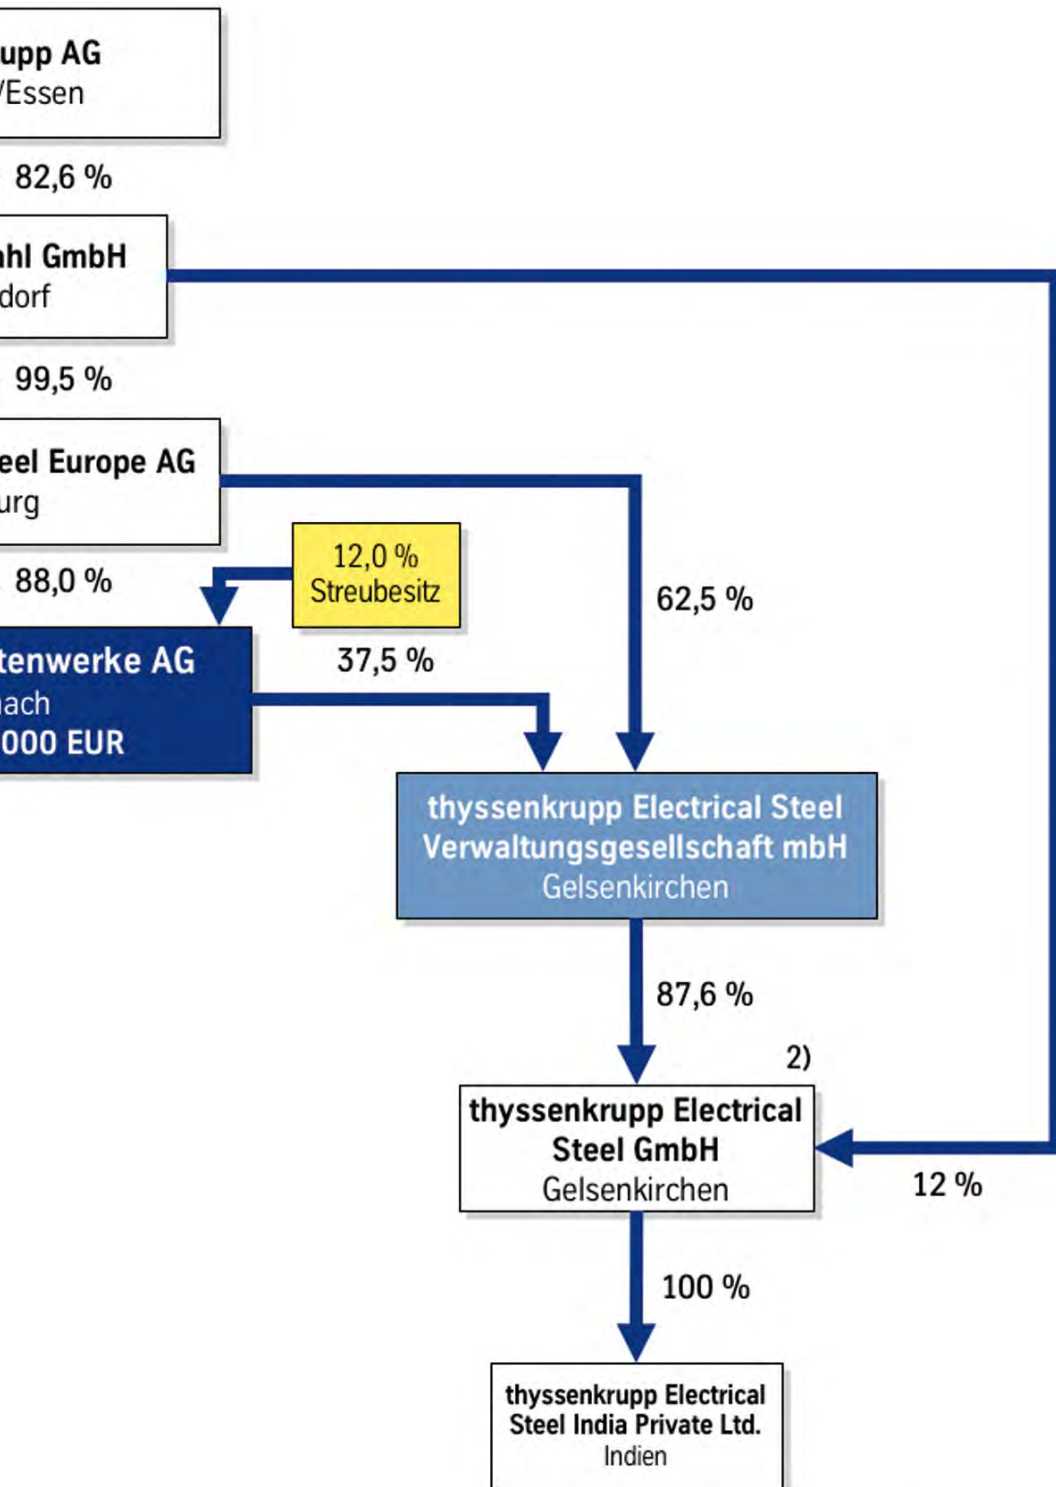 upp AG
/Essen
82,6 %
ahl GmbH
dorf
99,5 %
eel Europe AG
urg
88,0 %
12,0 %
Streubesitz
62,5 %
37,5 %
tenwerke AG
nach
000 EUR
thyssenkrupp Electrical Steel
Verwaltungsgesellschaft mbH
Gelsenkirchen
87,6 %
2)
thyssenkrupp Electrical
Steel GmbH
Gelsenkirchen
12 %
100 %
thyssenkrupp Electrical
Steel India Private Ltd.
Indien